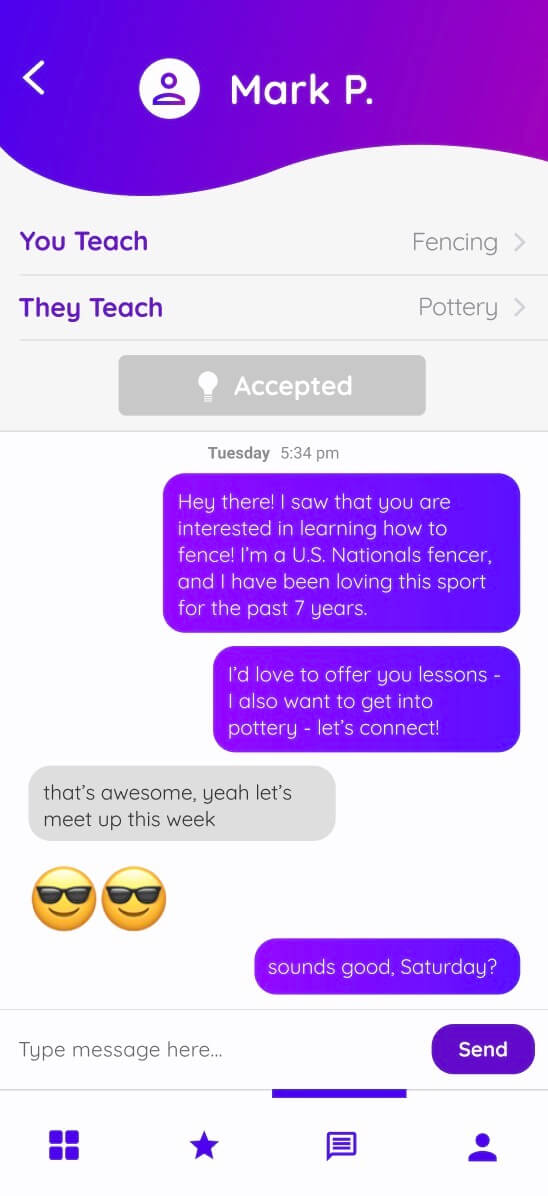 Mark P.
You Teach Fencing
They Teach Pottery
Accepted
Tuesday 5:34 pm
Hey there! I saw that you are
interested in learning how to
fence! I'm a U.S. Nationals fencer,
and I have been loving this sport
for the past 7 years.
I'd love to offer you lessons -
I also want to get into
pottery - let's connect!
that's awesome, yeah let's
meet up this week
sounds good, Saturday?
Type message here...
Send